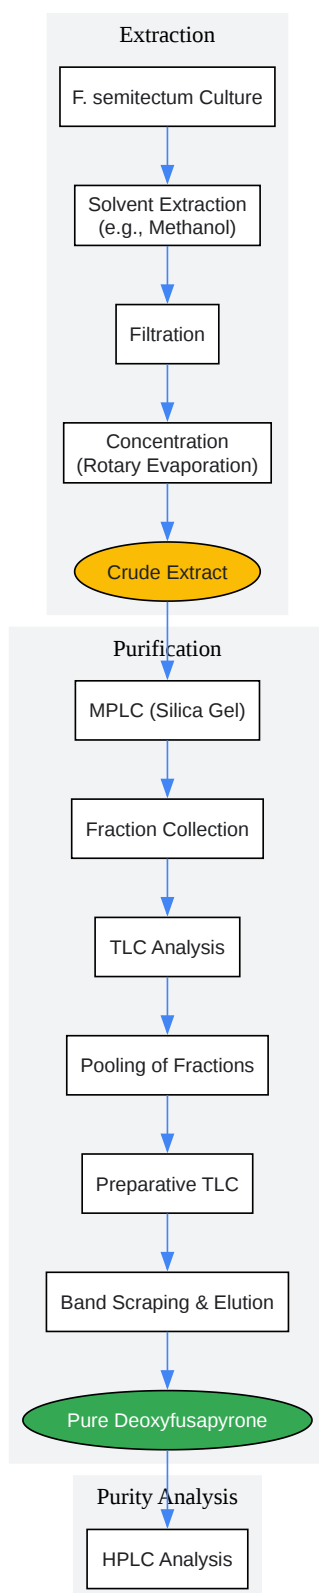 Extraction
F. semitectum Culture
Solvent Extraction
(e.g., Methanol)
Filtration
Concentration
(Rotary Evaporation)
Crude Extract
Purification
MPLC (Silica Gel)
Fraction Collection
TLC Analysis
Pooling of Fractions
Preparative TLC
Band Scraping & Elution
Pure Deoxyfusapyrone
Purity Analysis
HPLC Analysis